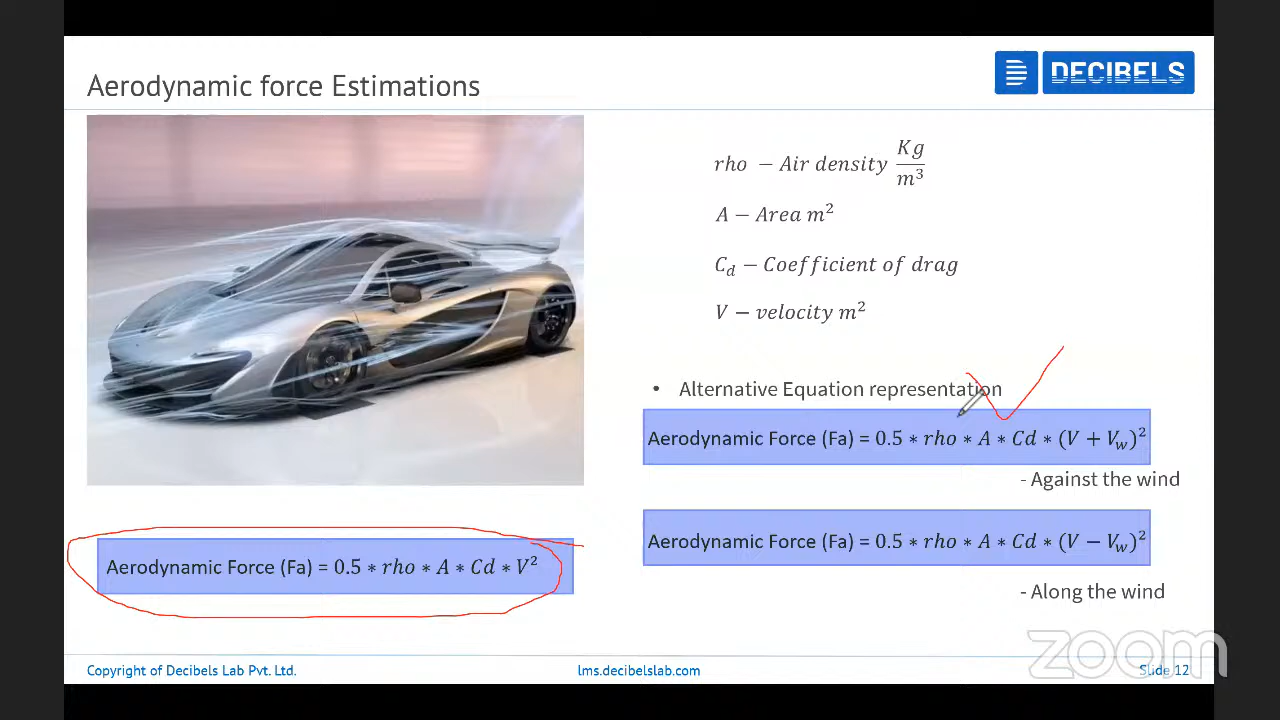 Aerodynamic force Estimations
DECIBELS
rho − Air density Kg/m³
A − Area m²
C_d − Coefficient of drag
V − velocity m²
• Alternative Equation representation
Aerodynamic Force (Fa) = 0.5 ∗ rho ∗ A ∗ Cd ∗ (V + V_w)²
- Against the wind
Aerodynamic Force (Fa) = 0.5 ∗ rho ∗ A ∗ Cd ∗ (V − V_w)²
- Along the wind
Aerodynamic Force (Fa) = 0.5 ∗ rho ∗ A ∗ Cd ∗ V²
zoom
Copyright of Decibels Lab Pvt. Ltd.
lms.decibelslab.com
Slide 12